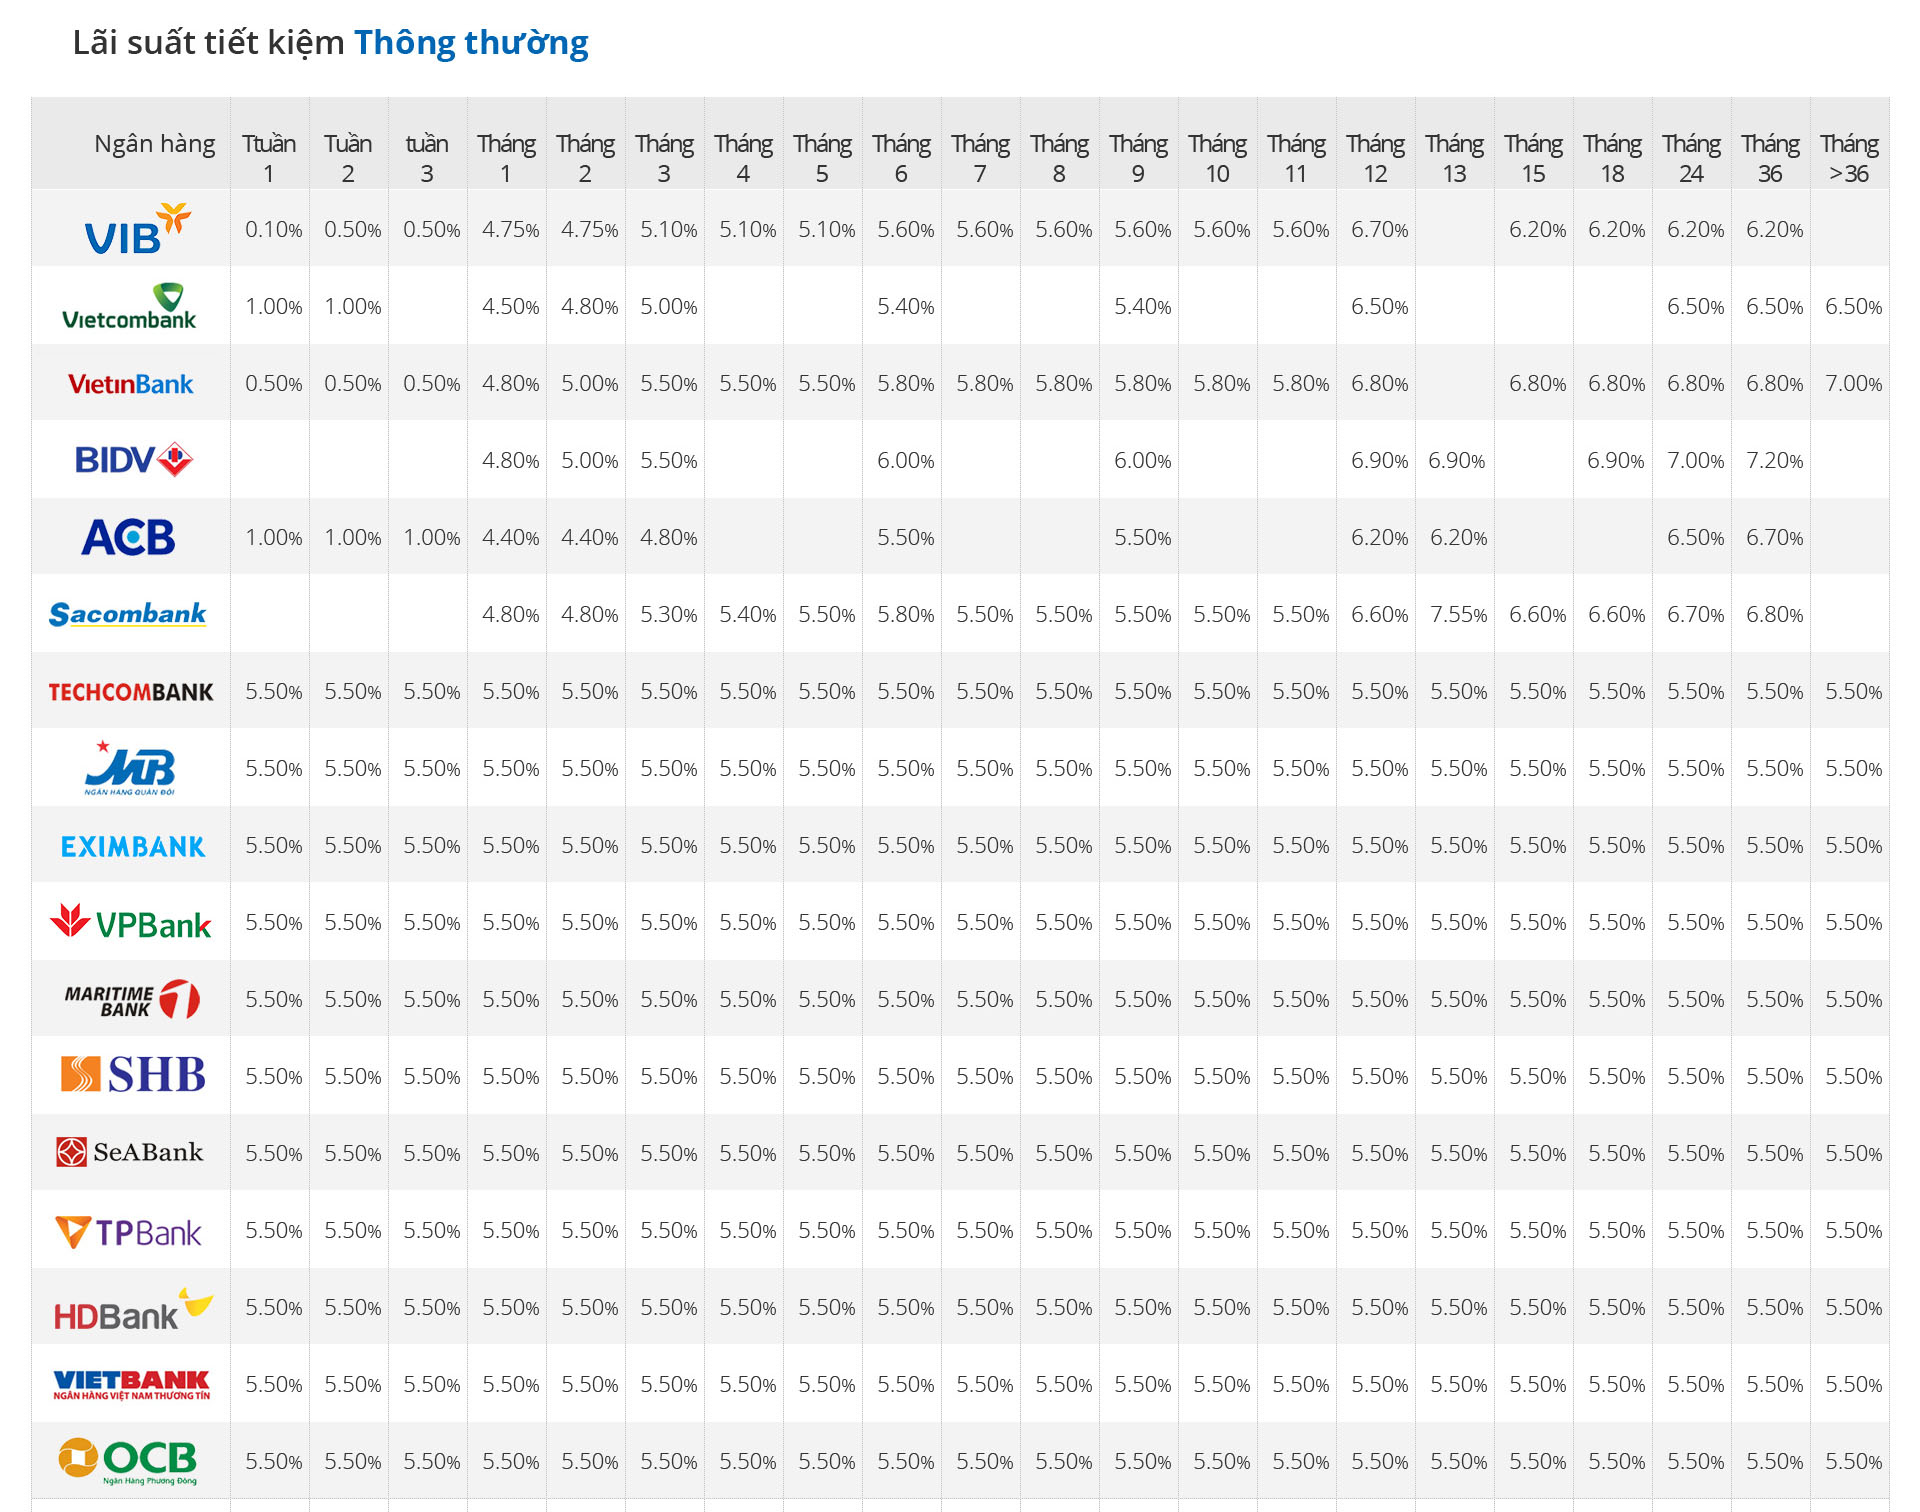 Lãi suất tiết kiệm Thông thường
Ngân hàng Ttuần 1 Tuần 2 tuần 3 Tháng 1 Tháng 2 Tháng 3 Tháng 4 Tháng 5 Tháng 6 Tháng 7 Tháng 8 Tháng 9 Tháng 10 Tháng 11 Tháng 12 Tháng 13 Tháng 15 Tháng 18 Tháng 24 Tháng 36 Tháng >36
VIB 0.10% 0.50% 0.50% 4.75% 4.75% 5.10% 5.10% 5.10% 5.60% 5.60% 5.60% 5.60% 5.60% 5.60% 6.70% 6.20% 6.20% 6.20% 6.20%
Vietcombank 1.00% 1.00% 4.50% 4.80% 5.00% 5.40% 5.40% 6.50% 6.50% 6.50% 6.50%
VietinBank 0.50% 0.50% 0.50% 4.80% 5.00% 5.50% 5.50% 5.50% 5.80% 5.80% 5.80% 5.80% 5.80% 5.80% 6.80% 6.80% 6.80% 6.80% 6.80% 7.00%
BIDV 4.80% 5.00% 5.50% 6.00% 6.00% 6.90% 6.90% 6.90% 7.00% 7.20%
ACB 1.00% 1.00% 1.00% 4.40% 4.40% 4.80% 5.50% 5.50% 6.20% 6.20% 6.50% 6.70%
Sacombank 4.80% 4.80% 5.30% 5.40% 5.50% 5.80% 5.50% 5.50% 5.50% 5.50% 5.50% 6.60% 7.55% 6.60% 6.60% 6.70% 6.80%
TECHCOMBANK 5.50% 5.50% 5.50% 5.50% 5.50% 5.50% 5.50% 5.50% 5.50% 5.50% 5.50% 5.50% 5.50% 5.50% 5.50% 5.50% 5.50% 5.50% 5.50% 5.50% 5.50%
MB 5.50% 5.50% 5.50% 5.50% 5.50% 5.50% 5.50% 5.50% 5.50% 5.50% 5.50% 5.50% 5.50% 5.50% 5.50% 5.50% 5.50% 5.50% 5.50% 5.50% 5.50%
NGÂN HÀNG QUÂN ĐỘI
EXIMBANK 5.50% 5.50% 5.50% 5.50% 5.50% 5.50% 5.50% 5.50% 5.50% 5.50% 5.50% 5.50% 5.50% 5.50% 5.50% 5.50% 5.50% 5.50% 5.50% 5.50% 5.50%
VPBank 5.50% 5.50% 5.50% 5.50% 5.50% 5.50% 5.50% 5.50% 5.50% 5.50% 5.50% 5.50% 5.50% 5.50% 5.50% 5.50% 5.50% 5.50% 5.50% 5.50% 5.50%
MARITIME BANK 5.50% 5.50% 5.50% 5.50% 5.50% 5.50% 5.50% 5.50% 5.50% 5.50% 5.50% 5.50% 5.50% 5.50% 5.50% 5.50% 5.50% 5.50% 5.50% 5.50% 5.50%
SHB 5.50% 5.50% 5.50% 5.50% 5.50% 5.50% 5.50% 5.50% 5.50% 5.50% 5.50% 5.50% 5.50% 5.50% 5.50% 5.50% 5.50% 5.50% 5.50% 5.50% 5.50%
SeABank 5.50% 5.50% 5.50% 5.50% 5.50% 5.50% 5.50% 5.50% 5.50% 5.50% 5.50% 5.50% 5.50% 5.50% 5.50% 5.50% 5.50% 5.50% 5.50% 5.50% 5.50%
TPBank 5.50% 5.50% 5.50% 5.50% 5.50% 5.50% 5.50% 5.50% 5.50% 5.50% 5.50% 5.50% 5.50% 5.50% 5.50% 5.50% 5.50% 5.50% 5.50% 5.50% 5.50%
HDBank 5.50% 5.50% 5.50% 5.50% 5.50% 5.50% 5.50% 5.50% 5.50% 5.50% 5.50% 5.50% 5.50% 5.50% 5.50% 5.50% 5.50% 5.50% 5.50% 5.50% 5.50%
VIETBANK 5.50% 5.50% 5.50% 5.50% 5.50% 5.50% 5.50% 5.50% 5.50% 5.50% 5.50% 5.50% 5.50% 5.50% 5.50% 5.50% 5.50% 5.50% 5.50% 5.50% 5.50%
NGÂN HÀNG VIỆT NAM THƯƠNG TÍN
OCB 5.50% 5.50% 5.50% 5.50% 5.50% 5.50% 5.50% 5.50% 5.50% 5.50% 5.50% 5.50% 5.50% 5.50% 5.50% 5.50% 5.50% 5.50% 5.50% 5.50% 5.50%
Ngân Hàng Phương Đông